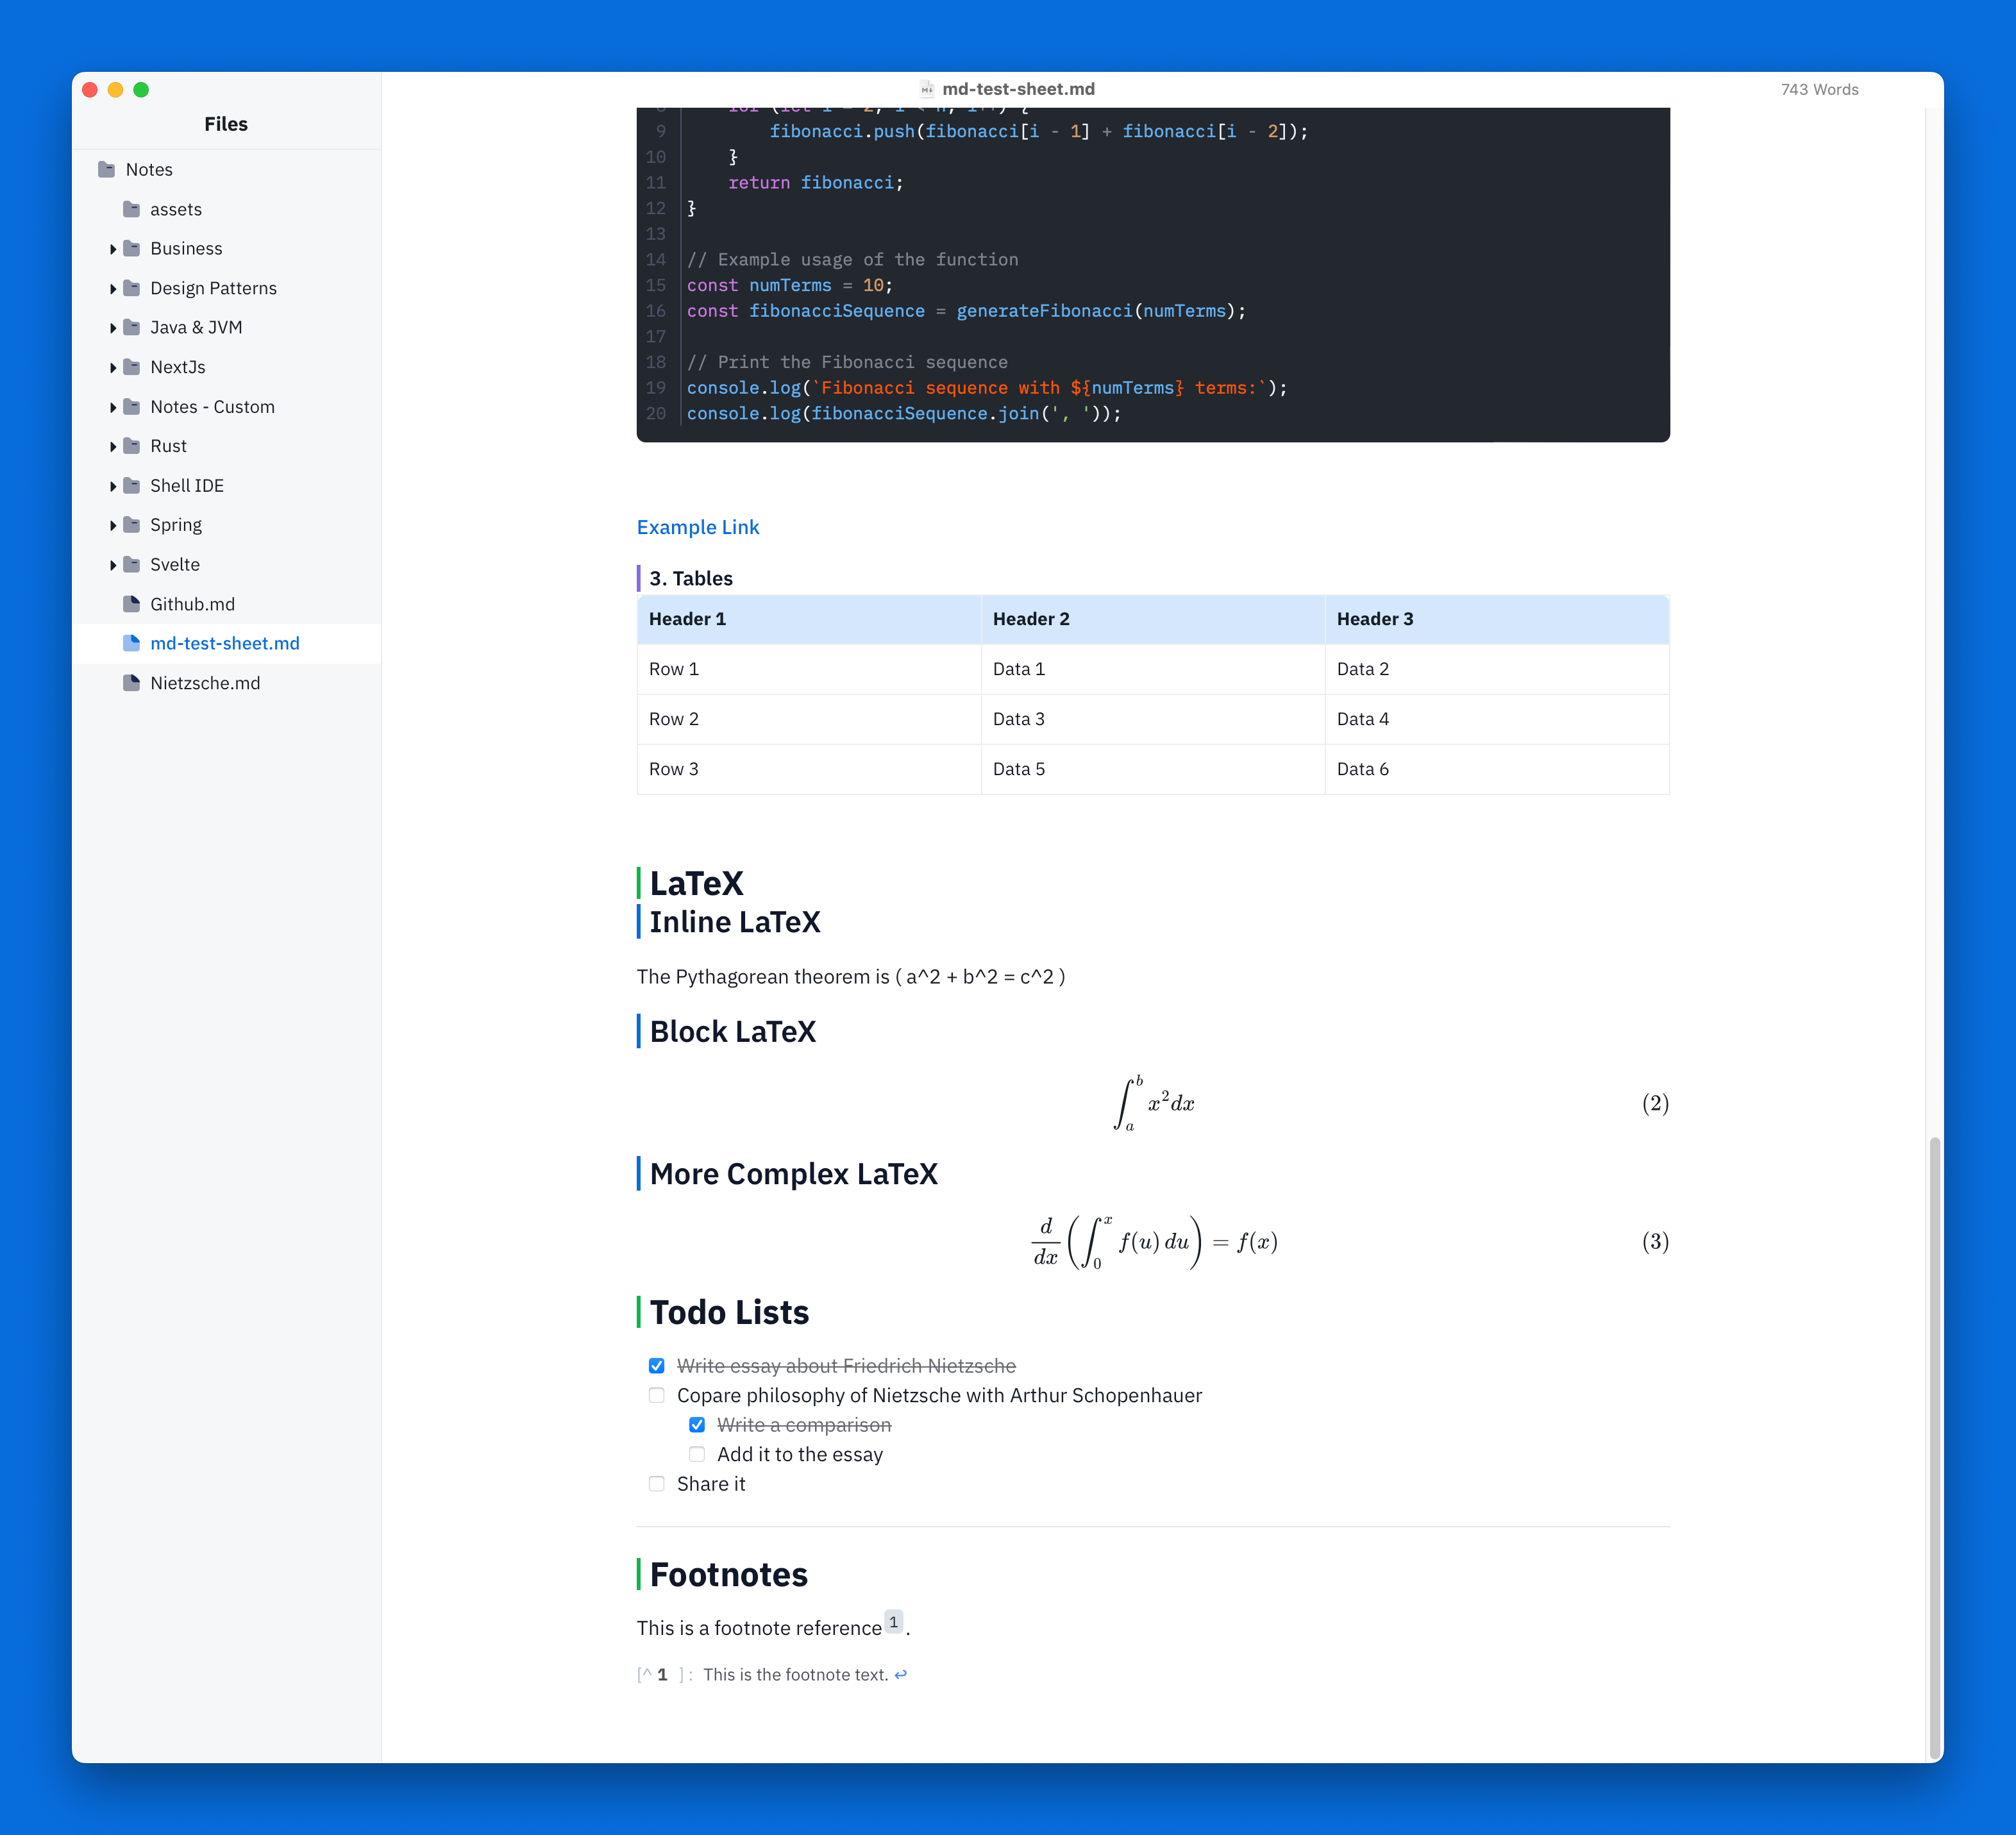 md-test-sheet.md
743 Words
Files
Notes
assets
Business
Design Patterns
Java & JVM
NextJs
Notes - Custom
Rust
Shell IDE
Spring
Svelte
Github.md
md-test-sheet.md
Nietzsche.md
9 fibonacci.push(fibonacci[i - 1] + fibonacci[i - 2]);
10 }
11 return fibonacci;
12 }
13
14 // Example usage of the function
15 const numTerms = 10;
16 const fibonacciSequence = generateFibonacci(numTerms);
17
18 // Print the Fibonacci sequence
19 console.log(`Fibonacci sequence with ${numTerms} terms:`);
20 console.log(fibonacciSequence.join(', '));
Example Link
3. Tables
Header 1 Header 2 Header 3
Row 1 Data 1 Data 2
Row 2 Data 3 Data 4
Row 3 Data 5 Data 6
LaTeX
Inline LaTeX
The Pythagorean theorem is ( a^2 + b^2 = c^2 )
Block LaTeX
∫_a^b x²dx (2)
More Complex LaTeX
d/dx (∫_0^x f(u) du) = f(x) (3)
Todo Lists
Write essay about Friedrich Nietzsche
Copare philosophy of Nietzsche with Arthur Schopenhauer
Write a comparison
Add it to the essay
Share it
Footnotes
This is a footnote reference 1 .
[^ 1 ] : This is the footnote text. ↩